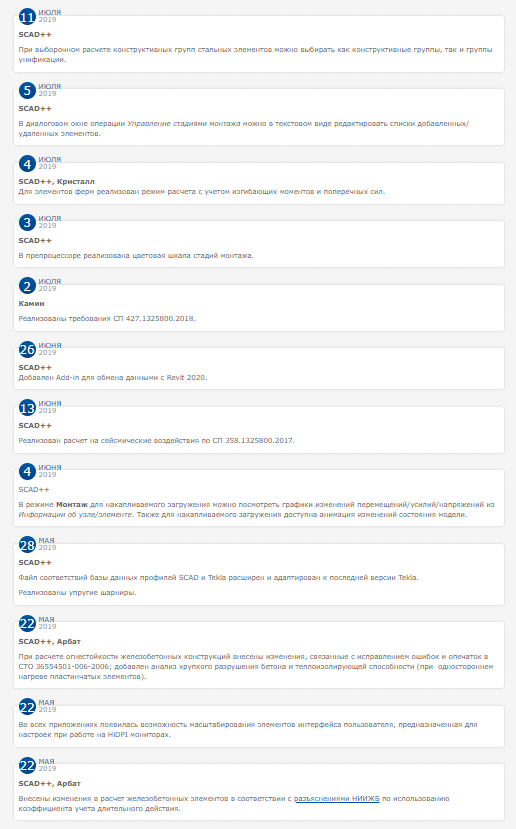 11 ИЮЛЯ
2019
SCAD++
При выборочном расчете конструктивных групп стальных элементов можно выбирать как конструктивные группы, так и группы
унификации.
5 ИЮЛЯ
2019
SCAD++
В диалоговом окне операции Управление стадиями монтажа можно в текстовом виде редактировать списки добавленных/
удаленных элементов.
4 ИЮЛЯ
2019
SCAD++, Кристалл
Для элементов ферм реализован режим расчета с учетом изгибающих моментов и поперечных сил.
3 ИЮЛЯ
2019
SCAD++
В препроцессоре реализована цветовая шкала стадий монтажа.
2 ИЮЛЯ
2019
Камин
Реализованы требования СП 427.1325800.2018.
26 ИЮНЯ
2019
SCAD++
Добавлен Add-in для обмена данными с Revit 2020.
13 ИЮНЯ
2019
SCAD++
Реализован расчет на сейсмические воздействия по СП 358.1325800.2017.
4 ИЮНЯ
2019
SCAD++
В режиме Монтаж для накапливаемого загружения можно посмотреть графики изменений перемещений/усилий/напряжений из
Информации об узле/элементе. Также для накапливаемого загружения доступна анимация изменений состояния модели.
28 МАЯ
2019
SCAD++
Файл соответствий базы данных профилей SCAD и Tekla расширен и адаптирован к последней версии Tekla.
Реализованы упругие шарниры.
22 МАЯ
2019
SCAD++, Арбат
При расчете огнестойкости железобетонных конструкций внесены изменения, связанные с исправлением ошибок и опечаток в
СТО 36554501-006-2006; добавлен анализ хрупкого разрушения бетона и теплоизолирующей способности (при одностороннем
нагреве пластинчатых элементов).
22 МАЯ
2019
Во всех приложениях появилась возможность масштабирования элементов интерфейса пользователя, предназначенная для
настроек при работе на HiDPI мониторах.
22 МАЯ
2019
SCAD++, Арбат
Внесены изменения в расчет железобетонных элементов в соответствии с разъяснениями НИИЖБ по использованию
коэффициента учета длительного действия.